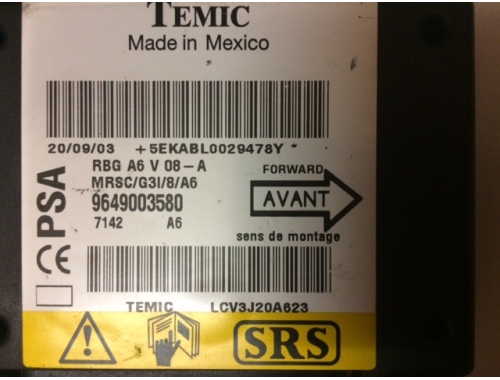 TEMIC
Made in Mexico
20/09/03 +5EKABL0029478Y *
RBG A6 V 08-A
MRSC/G3I/8/A6
9649003580
7142 A6
PSA
CE
FORWARD
AVANT
sens de montage
TEMIC LCV3J20A623
SRS